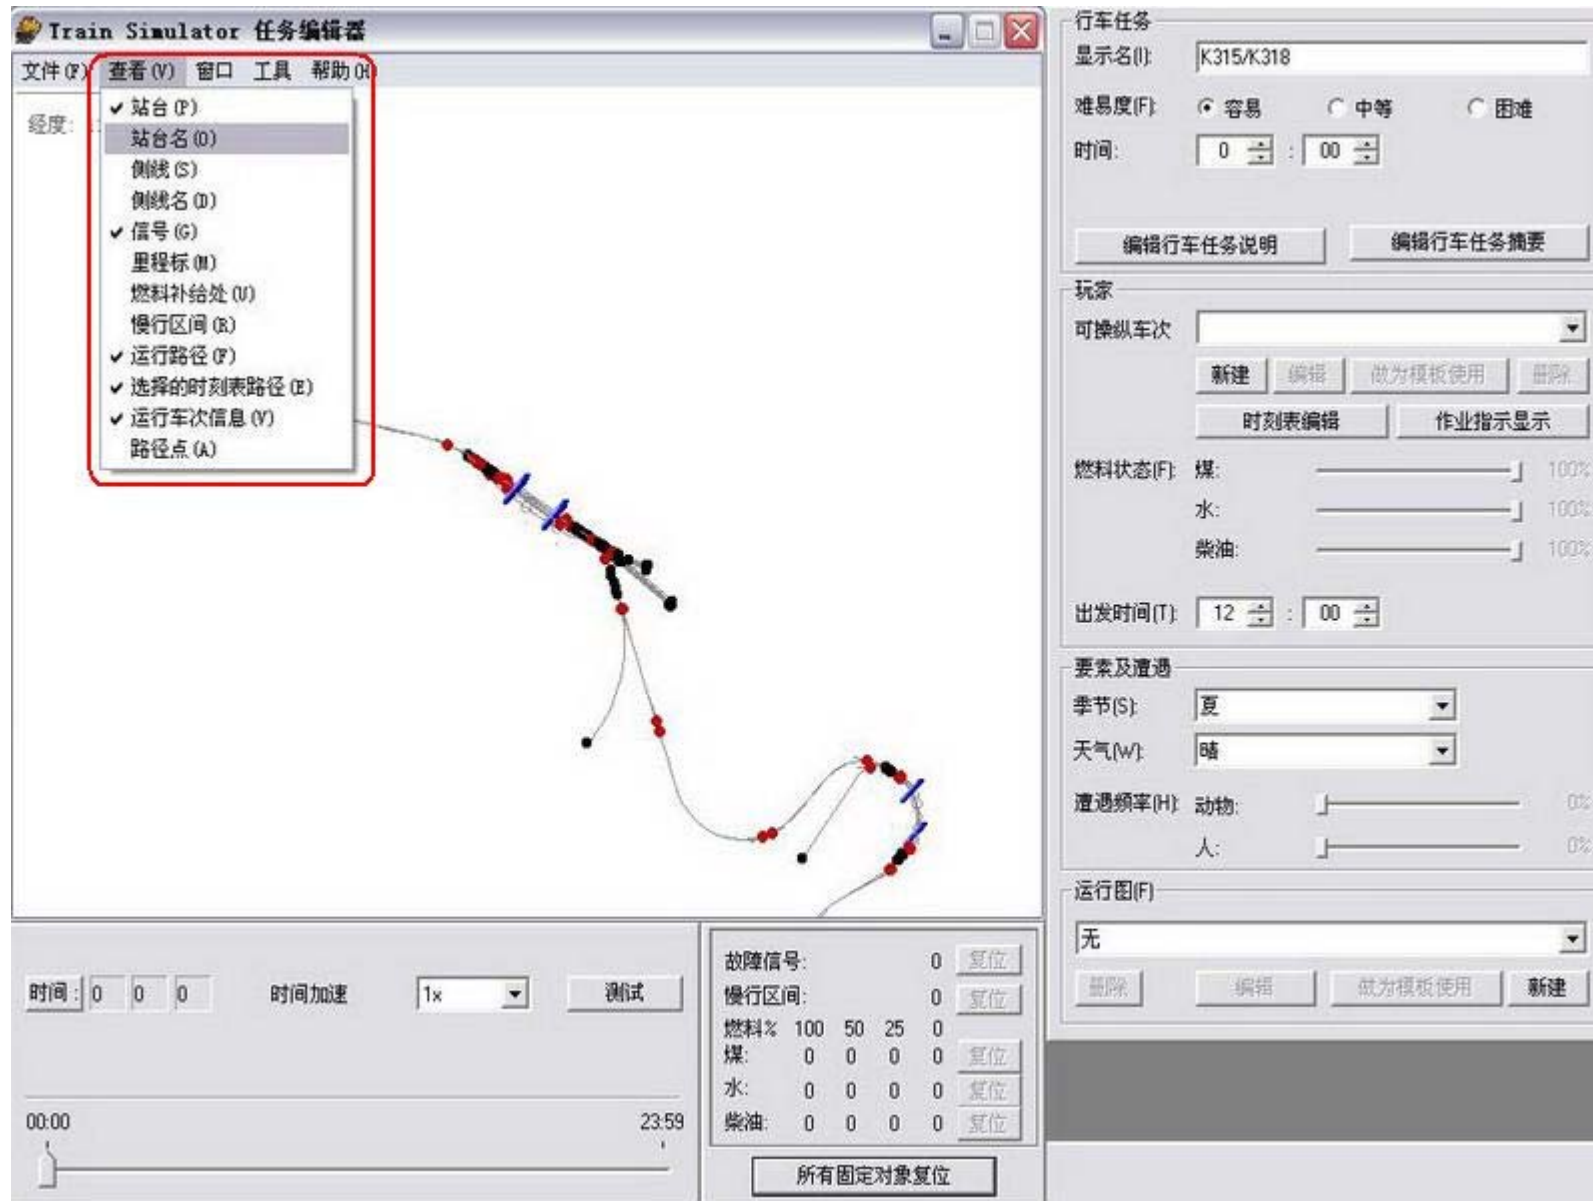 Train Simulator 任务编辑器
文件(F) 查看(V) 窗口 工具 帮助(H)
经度:
站台(P)
站台名(O)
侧线(S)
侧线名(D)
信号(G)
里程标(M)
燃料补给处(U)
慢行区间(R)
运行路径(F)
选择的时刻表路径(E)
运行车次信息(V)
路径点(A)
时间: 0 0 0 时间加速 1x 测试
00:00 23:59
故障信号: 0 复位
慢行区间: 0 复位
燃料% 100 50 25 0
煤: 0 0 0 0 复位
水: 0 0 0 0 复位
柴油: 0 0 0 0 复位
所有固定对象复位
行车任务
显示名(I): K315/K318
难易度(F): 容易 中等 困难
时间: 0 : 00
编辑行车任务说明 编辑行车任务摘要
玩家
可操纵车次
新建 编辑 做为模板使用 删除
时刻表编辑 作业指示显示
燃料状态(F): 煤: 100%
水: 100%
柴油: 100%
出发时间(T): 12 : 00
要素及遭遇
季节(S): 夏
天气(W): 晴
遭遇频率(H): 动物: 0%
人: 0%
运行图(F)
无
删除 编辑 做为模板使用 新建